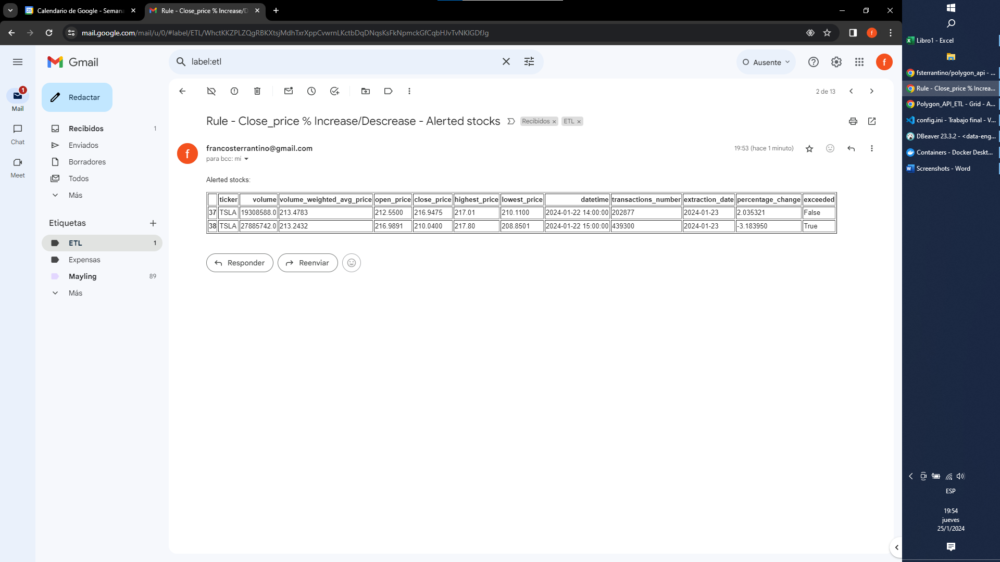 Calendario de Google - Semana
Rule - Close_price % Increase/D
mail.google.com/mail/u/0/#label/ETL/WhctKKZPLZQgRBKXtsjMdhTxrXppCvwrnLKctbDqDNqsKsFkNpmckGfCqbHJvTvNKlGDfJg
Gmail
label:etl
Ausente
f
1
Mail
Chat
Meet
Redactar
Recibidos 1
Enviados
Borradores
Todos
Más
Etiquetas
ETL 1
Expensas
Mayling 89
Más
2 de 13
Rule - Close_price % Increase/Descrease - Alerted stocks
Recibidos × ETL ×
f
francosterrantino@gmail.com
para bcc: mí
19:53 (hace 1 minuto)
Alerted stocks:
ticker volume volume_weighted_avg_price open_price close_price highest_price lowest_price datetime transactions_number extraction_date percentage_change exceeded
37 TSLA 19308588.0 213.4783 212.5500 216.9475 217.01 210.1100 2024-01-22 14:00:00 202877 2024-01-23 2.035321 False
38 TSLA 27885742.0 213.2432 216.9891 210.0400 217.80 208.8501 2024-01-22 15:00:00 439300 2024-01-23 -3.183950 True
Responder
Reenviar
Libro1 - Excel
fsterrantino/polygon_api - ...
Rule - Close_price % Increa...
Polygon_API_ETL - Grid - A...
config.ini - Trabajo final - V...
DBeaver 23.3.2 - <data-eng...
Containers - Docker Deskt...
Screenshots - Word
ESP
19:54
jueves
25/1/2024